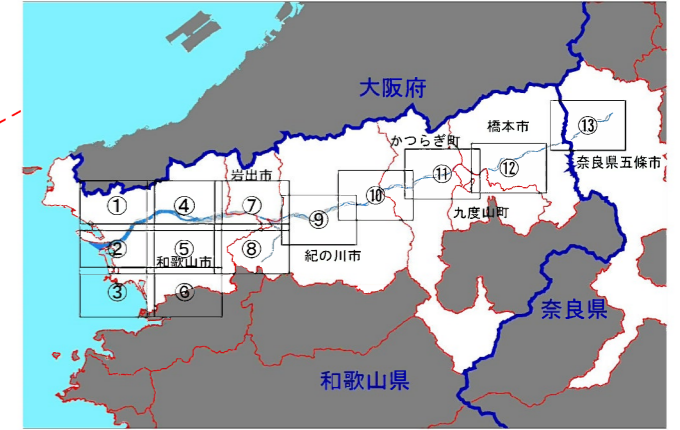 大阪府
橋本市
⑬
かつらぎ町
奈良県五條市
岩出市
⑪
⑫
⑩
①
④
⑦
⑨
九度山町
②
⑤
⑧
紀の川市
和歌山市
③
⑥
奈良県
和歌山県